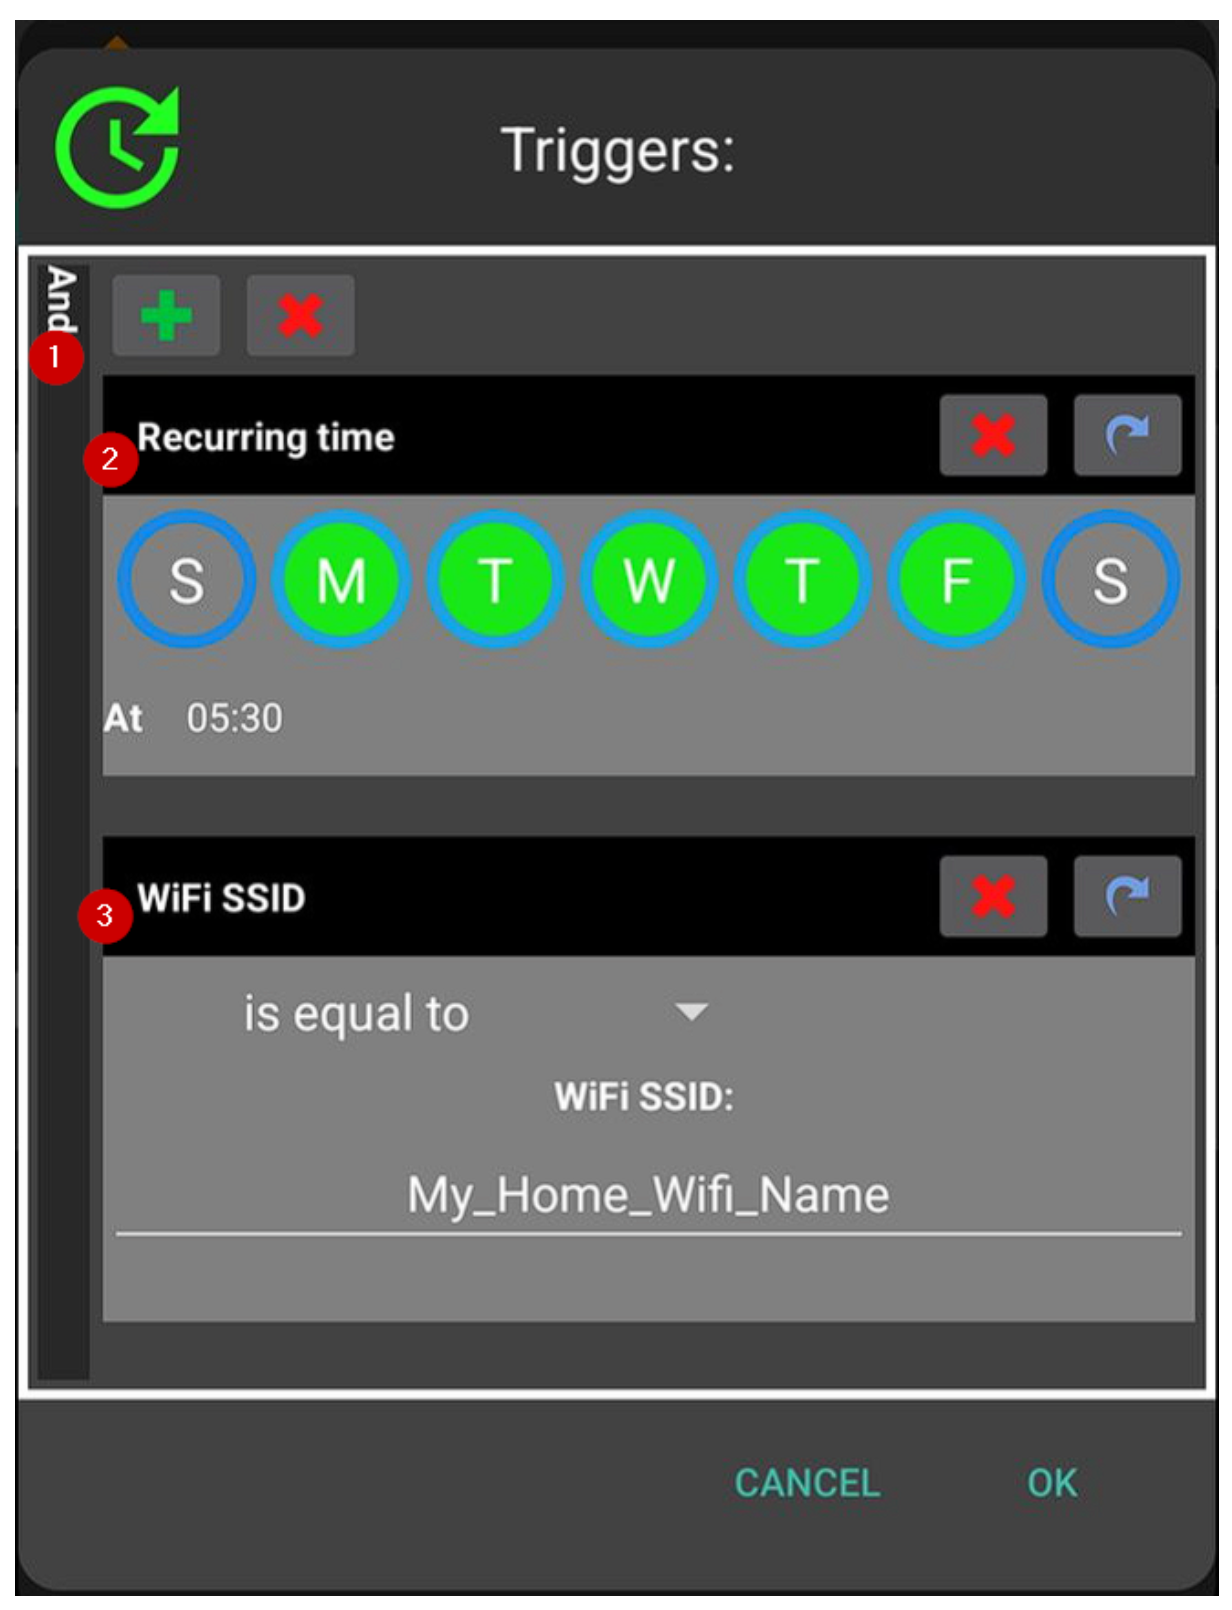 Triggers:
And
1
Recurring time
2
S M T W T F S
At 05:30
WiFi SSID
3
is equal to
WiFi SSID:
My_Home_Wifi_Name
CANCEL OK